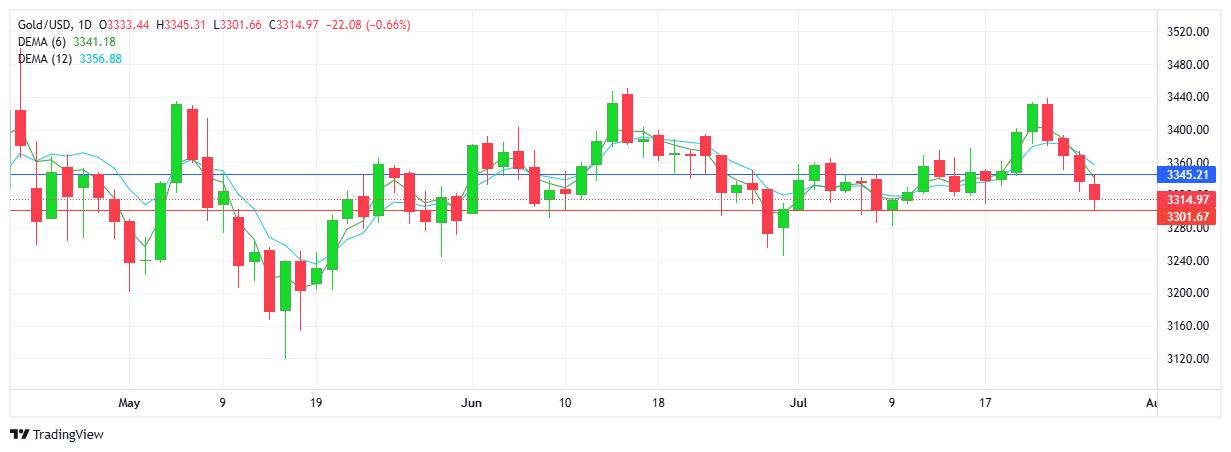 Gold/USD, 1D O3333.44 H3345.31 L3301.66 C3314.97 −22.08 (−0.66%)
DEMA (6) 3341.18
DEMA (12) 3356.88
3520.00
3480.00
3440.00
3400.00
3360.00
3345.21
3314.97
3301.67
3280.00
3240.00
3200.00
3160.00
3120.00
May 9 19 Jun 10 18 Jul 9 17
TradingView